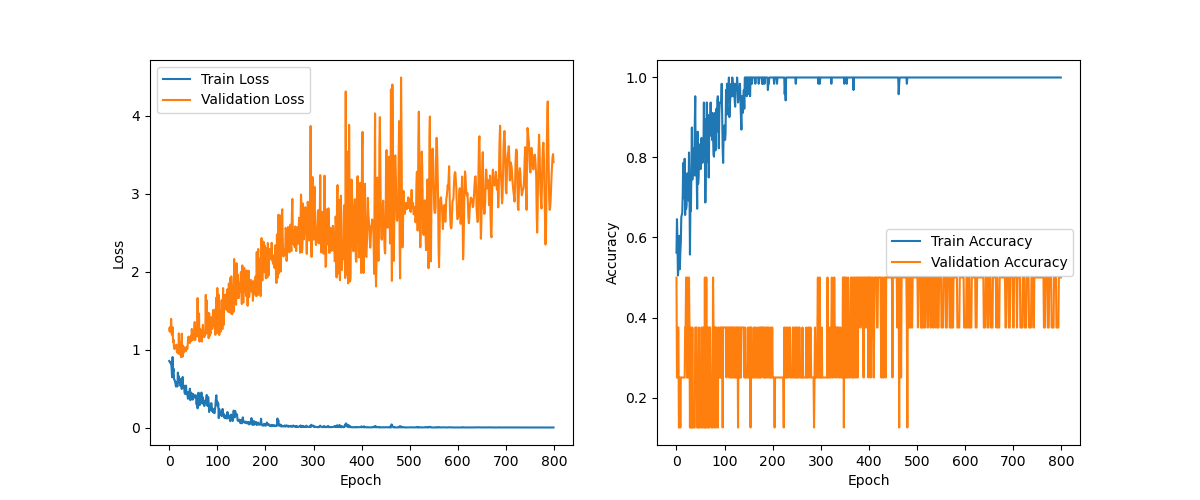 Train Loss
Validation Loss
4
3
2
1
0
Loss
0 100 200 300 400 500 600 700 800
Epoch
1.0
0.8
0.6
0.4
0.2
Accuracy
Train Accuracy
Validation Accuracy
0 100 200 300 400 500 600 700 800
Epoch